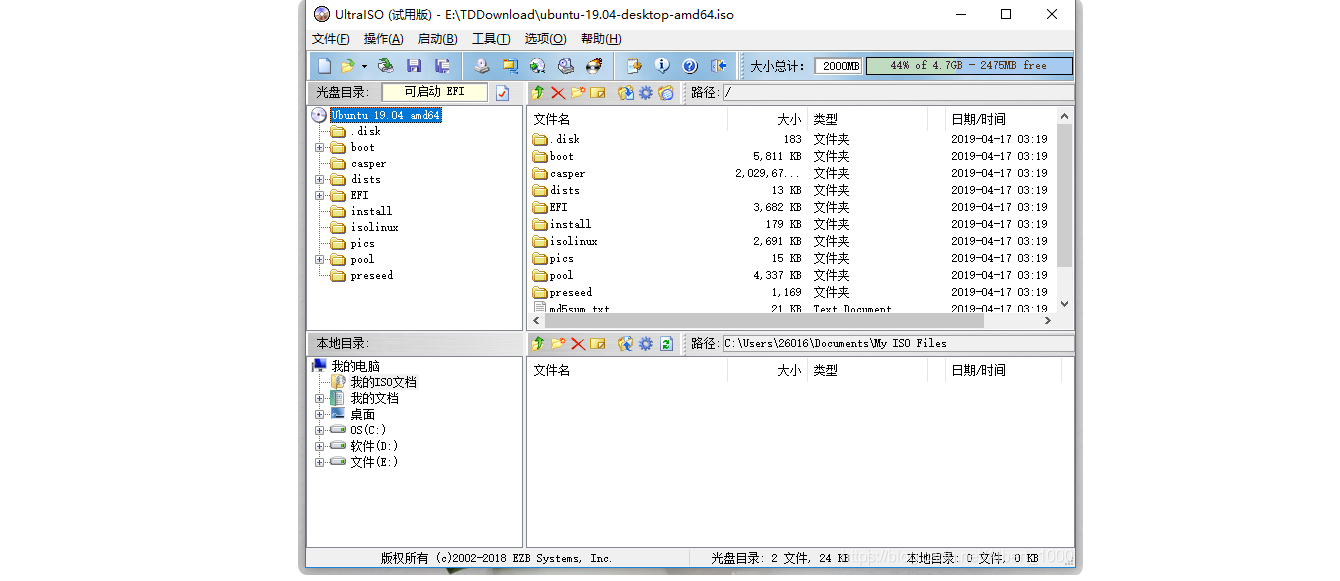 UltraISO (试用版) - E:\TDDownload\ubuntu-19.04-desktop-amd64.iso
文件(F) 操作(A) 启动(B) 工具(T) 选项(O) 帮助(H)
大小总计: 2000MB 44% of 4.7GB - 2475MB free
光盘目录: 可启动 EFI 路径: /
Ubuntu 19.04 amd64
.disk
boot
casper
dists
EFI
install
isolinux
pics
pool
preseed
文件名 大小 类型 日期/时间
.disk 183 文件夹 2019-04-17 03:19
boot 5,811 KB 文件夹 2019-04-17 03:19
casper 2,029,67... 文件夹 2019-04-17 03:19
dists 13 KB 文件夹 2019-04-17 03:19
EFI 3,682 KB 文件夹 2019-04-17 03:19
install 179 KB 文件夹 2019-04-17 03:19
isolinux 2,691 KB 文件夹 2019-04-17 03:19
pics 15 KB 文件夹 2019-04-17 03:19
pool 4,337 KB 文件夹 2019-04-17 03:19
preseed 1,169 文件夹 2019-04-17 03:19
md5sum.txt 21 KB Text Document 2019-04-17 03:19
本地目录: 路径: C:\Users\26016\Documents\My ISO Files
我的电脑
我的ISO文档
我的文档
桌面
OS(C:)
软件(D:)
文件(E:)
文件名 大小 类型 日期/时间
版权所有 (c)2002-2018 EZB Systems, Inc. 光盘目录: 2 文件, 24 KB 本地目录: 0 文件, 0 KB